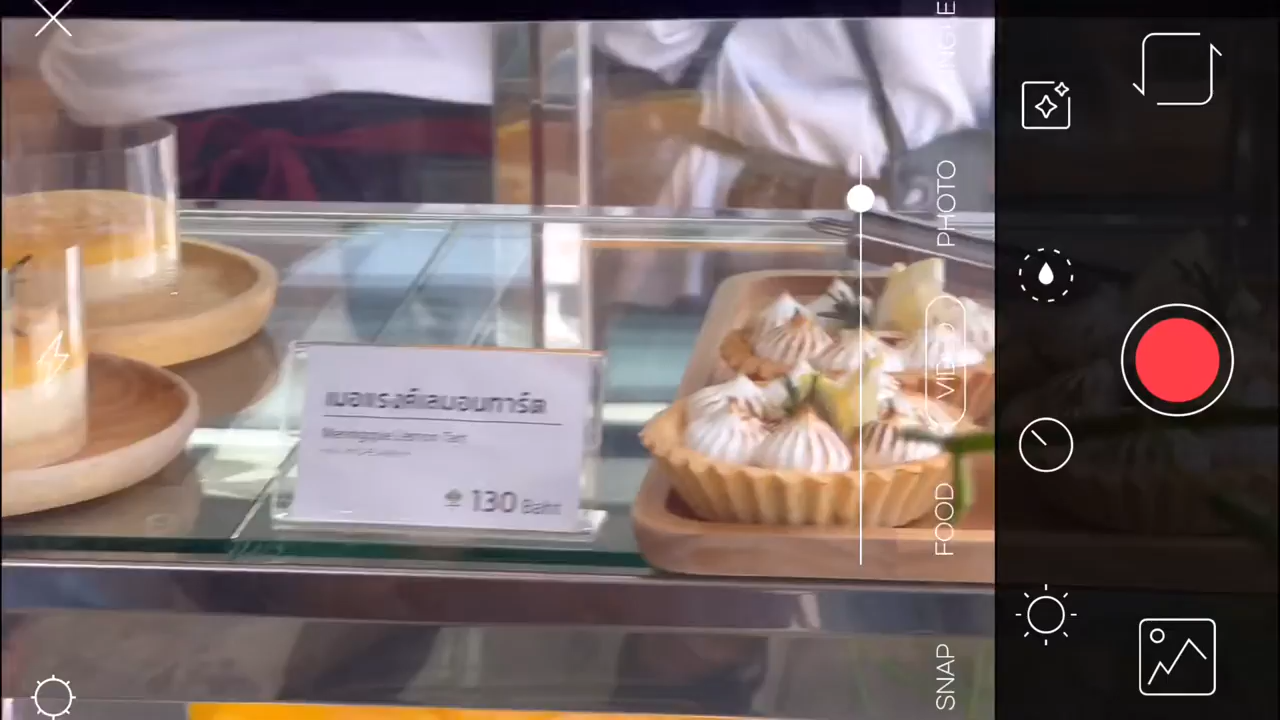 เมอแรงค์เลมอนทาร์ต
Meringue Lemon Tart
130 Baht
SINGLE
PHOTO
VIDEO
FOOD
SNAP